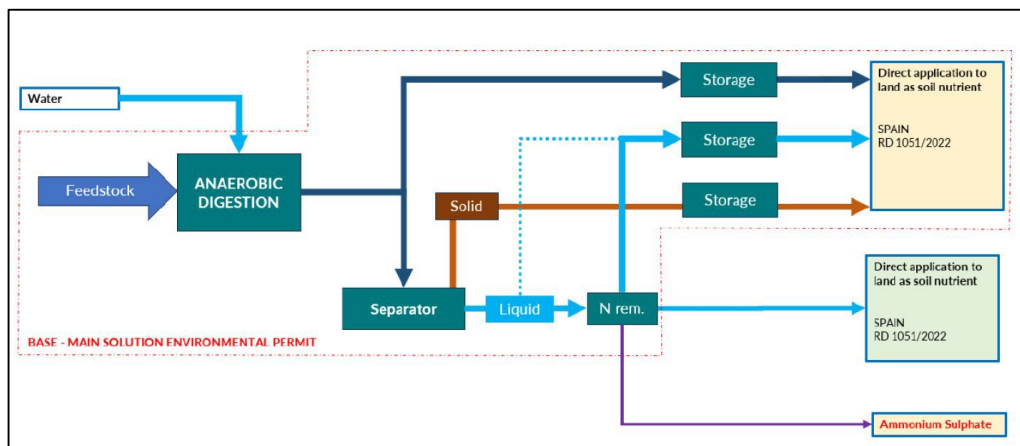 Water
Feedstock
ANAEROBIC
DIGESTION
Storage
Direct application to
land as soil nutrient
SPAIN
RD 1051/2022
Storage
Solid
Storage
Separator
Liquid
N rem.
Direct application to
land as soil nutrient
SPAIN
RD 1051/2022
BASE - MAIN SOLUTION ENVIRONMENTAL PERMIT
Ammonium Sulphate